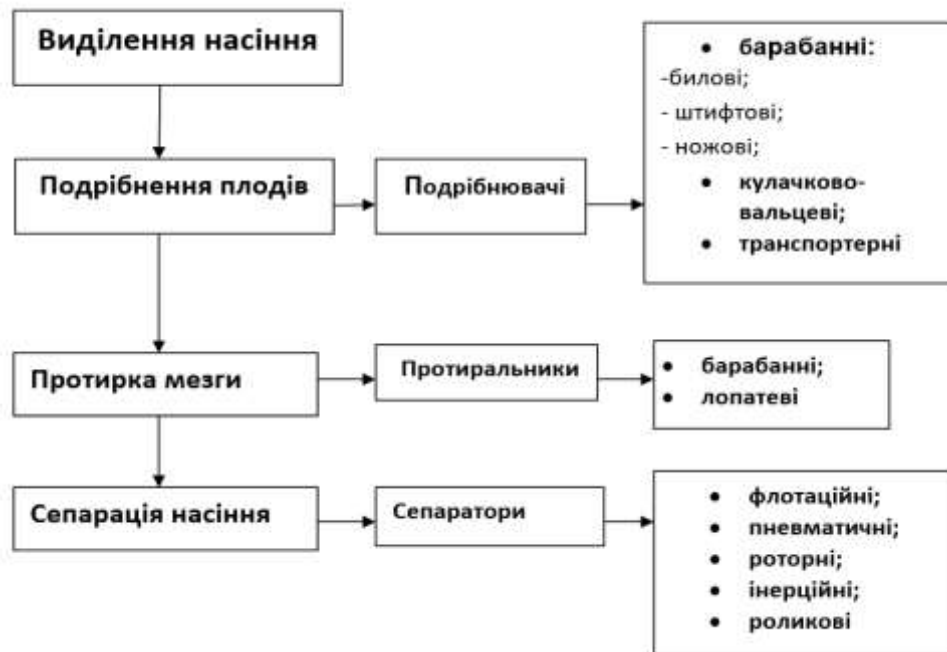 Виділення насіння
• барабанні:
-билові;
- штифтові;
- ножові;
• кулачково-
вальцеві;
• транспортерні
Подрібнення плодів
Подрібнювачі
Протирка мезги
Протиральники
• барабанні;
• лопатеві
Сепарація насіння
Сепаратори
• флотаційні;
• пневматичні;
• роторні;
• інерційні;
• роликові